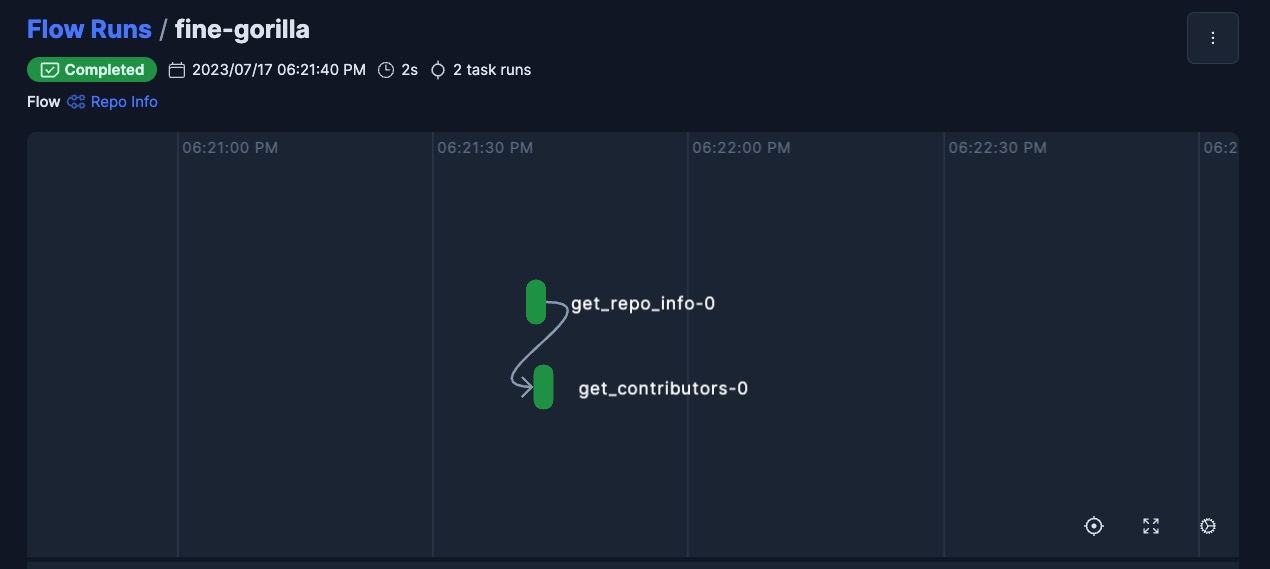 Flow Runs / fine-gorilla
Completed 2023/07/17 06:21:40 PM 2s 2 task runs
Flow Repo Info
06:21:00 PM 06:21:30 PM 06:22:00 PM 06:22:30 PM 06:2
get_repo_info-0
get_contributors-0